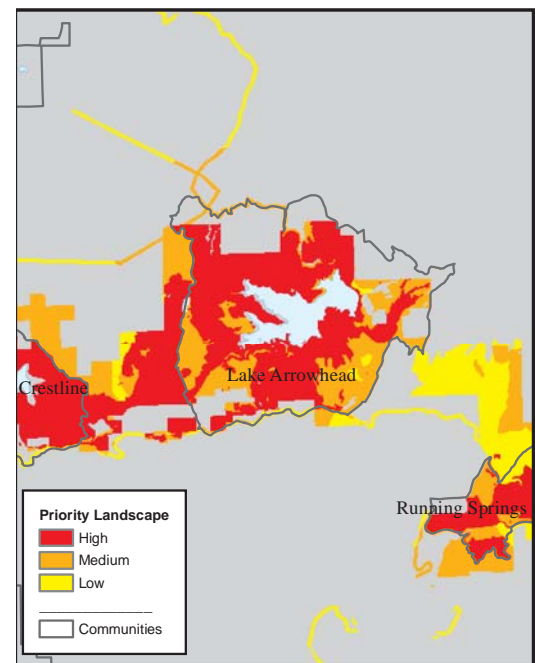 Crestline
Lake Arrowhead
Running Springs
Priority Landscape
High
Medium
Low
Communities